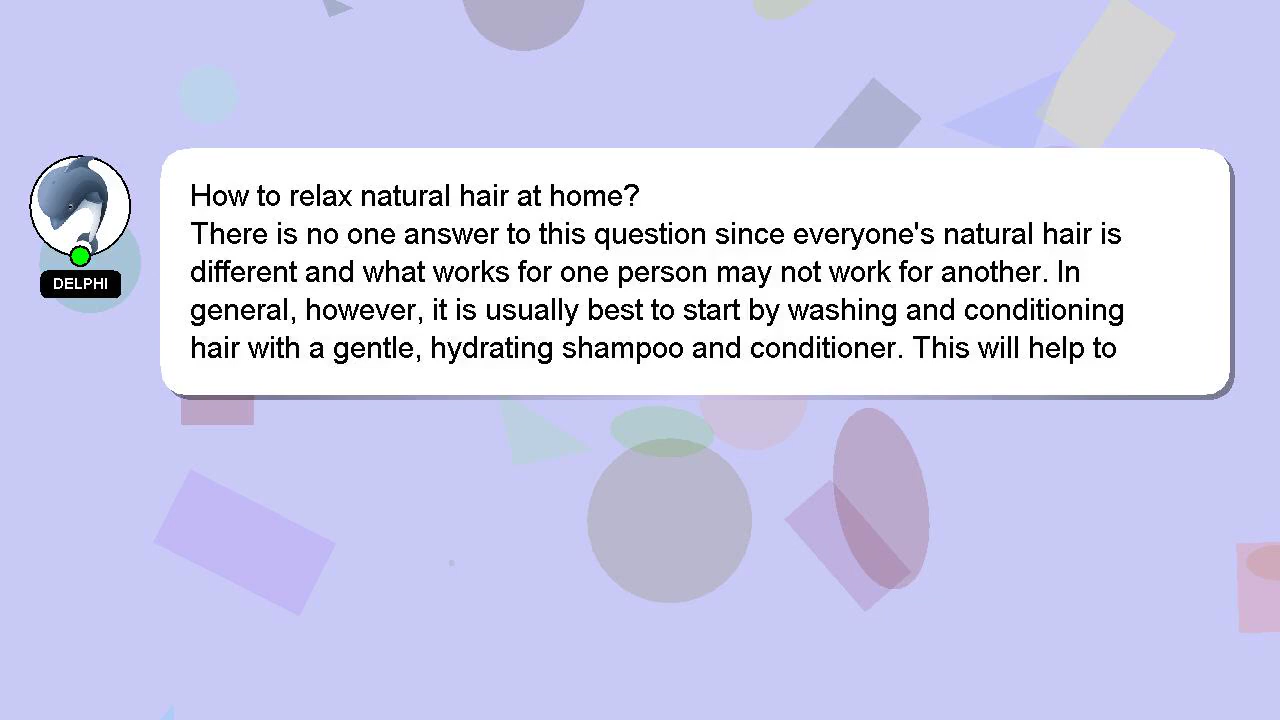 How to relax natural hair at home?
There is no one answer to this question since everyone's natural hair is
different and what works for one person may not work for another. In
general, however, it is usually best to start by washing and conditioning
hair with a gentle, hydrating shampoo and conditioner. This will help to
DELPHI